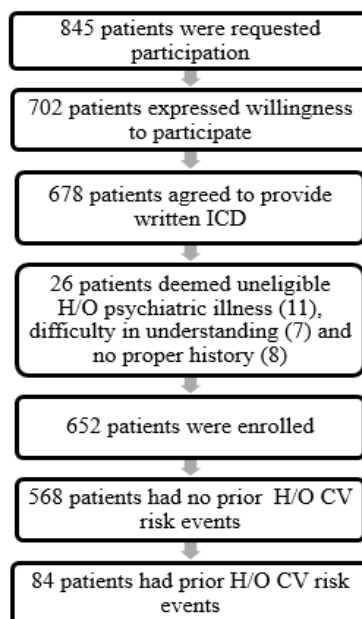 845 patients were requested
participation
702 patients expressed willingness
to participate
678 patients agreed to provide
written ICD
26 patients deemed uneligible
H/O psychiatric illness (11),
difficulty in understanding (7) and
no proper history (8)
652 patients were enrolled
568 patients had no prior H/O CV
risk events
84 patients had prior H/O CV risk
events